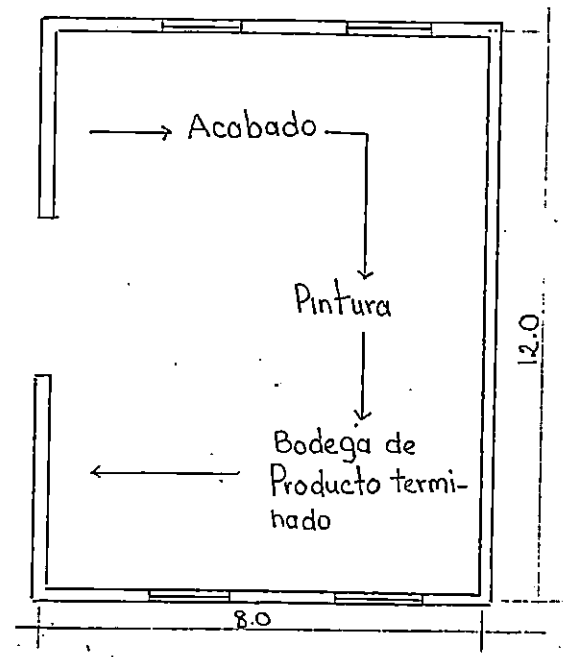 Acabado
Pintura
12.0
Bodega de
Producto termi-
nado
8.0